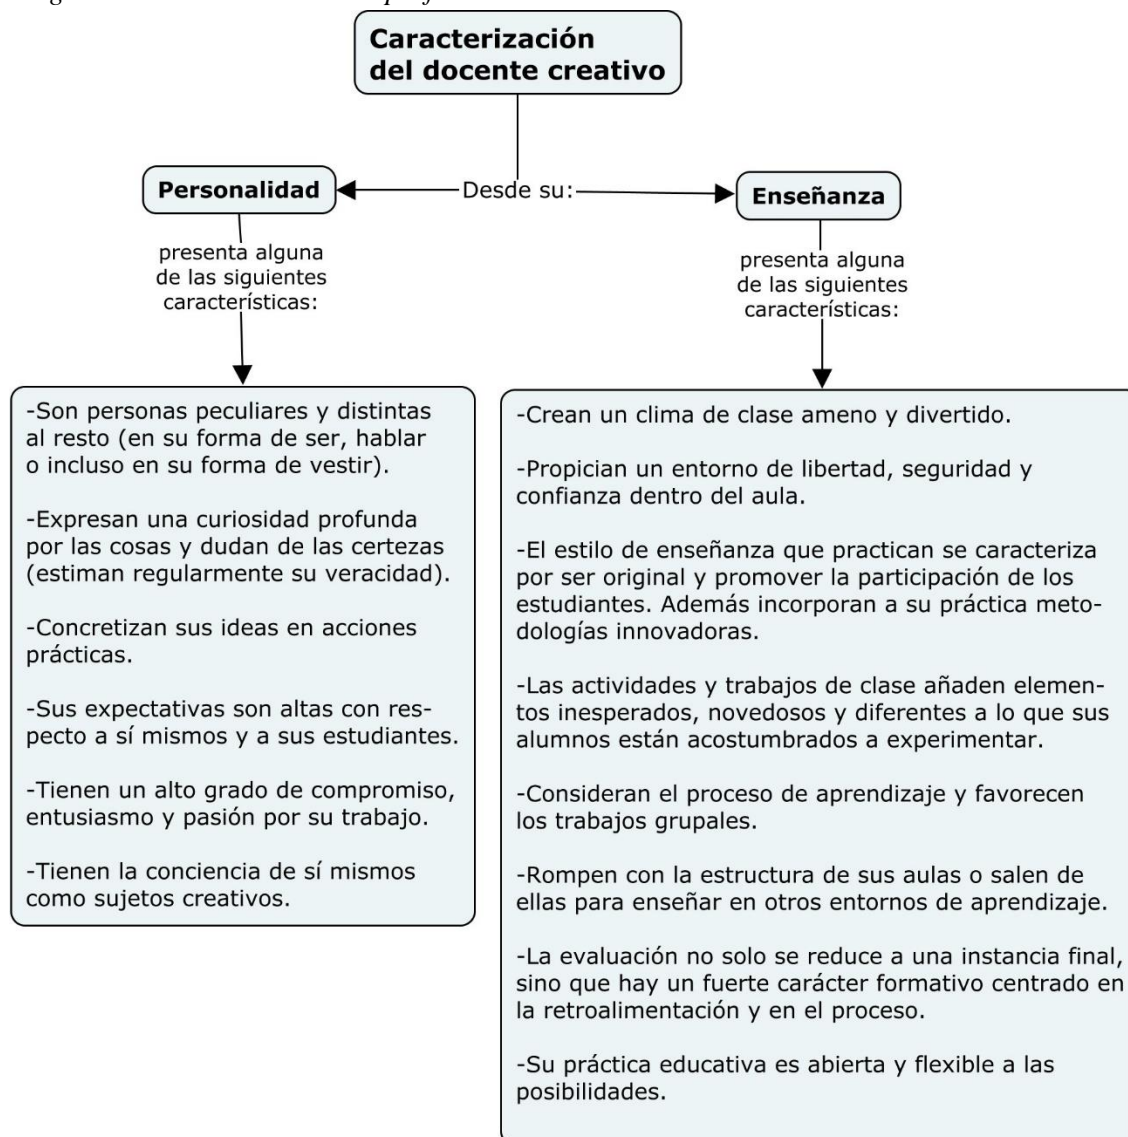 Caracterización
del docente creativo
Personalidad
Desde su:
Enseñanza
presenta alguna
de las siguientes
características:
presenta alguna
de las siguientes
características:
-Son personas peculiares y distintas
al resto (en su forma de ser, hablar
o incluso en su forma de vestir).
-Expresan una curiosidad profunda
por las cosas y dudan de las certezas
(estiman regularmente su veracidad).
-Concretizan sus ideas en acciones
prácticas.
-Sus expectativas son altas con res-
pecto a sí mismos y a sus estudiantes.
-Tienen un alto grado de compromiso,
entusiasmo y pasión por su trabajo.
-Tienen la conciencia de sí mismos
como sujetos creativos.
-Crean un clima de clase ameno y divertido.
-Propician un entorno de libertad, seguridad y
confianza dentro del aula.
-El estilo de enseñanza que practican se caracteriza
por ser original y promover la participación de los
estudiantes. Además incorporan a su práctica meto-
dologías innovadoras.
-Las actividades y trabajos de clase añaden elemen-
tos inesperados, novedosos y diferentes a lo que sus
alumnos están acostumbrados a experimentar.
-Consideran el proceso de aprendizaje y favorecen
los trabajos grupales.
-Rompen con la estructura de sus aulas o salen de
ellas para enseñar en otros entornos de aprendizaje.
-La evaluación no solo se reduce a una instancia final,
sino que hay un fuerte carácter formativo centrado en
la retroalimentación y en el proceso.
-Su práctica educativa es abierta y flexible a las
posibilidades.